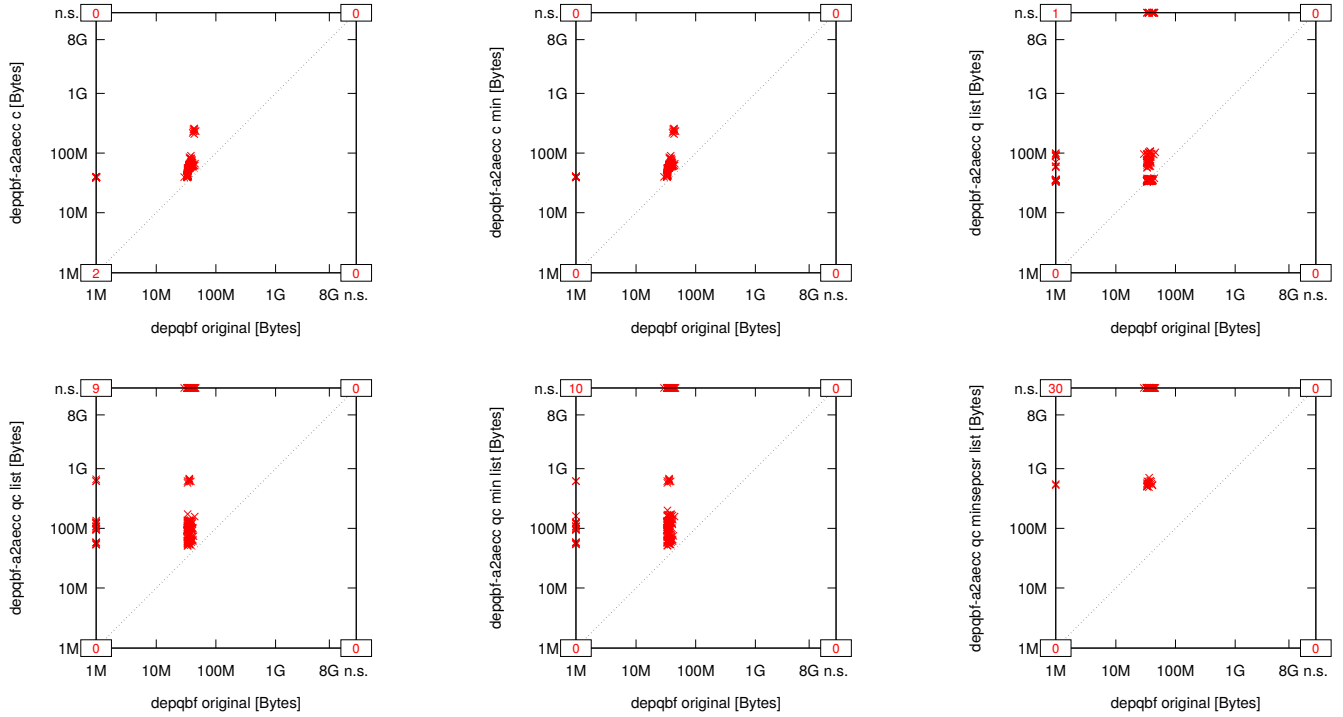 n.s. 0 0
8G
1G
100M
10M
1M 2 0
1M 10M 100M 1G 8G n.s.
depqbf original [Bytes]
depqbf-a2aecc c [Bytes]
n.s. 0 0
8G
1G
100M
10M
1M 0 0
1M 10M 100M 1G 8G n.s.
depqbf original [Bytes]
depqbf-a2aecc c min [Bytes]
n.s. 1 0
8G
1G
100M
10M
1M 0 0
1M 10M 100M 1G 8G n.s.
depqbf original [Bytes]
depqbf-a2aecc q list [Bytes]
n.s. 9 0
8G
1G
100M
10M
1M 0 0
1M 10M 100M 1G 8G n.s.
depqbf original [Bytes]
depqbf-a2aecc qc list [Bytes]
n.s. 10 0
8G
1G
100M
10M
1M 0 0
1M 10M 100M 1G 8G n.s.
depqbf original [Bytes]
depqbf-a2aecc qc min list [Bytes]
n.s. 30 0
8G
1G
100M
10M
1M 0 0
1M 10M 100M 1G 8G n.s.
depqbf original [Bytes]
depqbf-a2aecc qc minsepcsr list [Bytes]